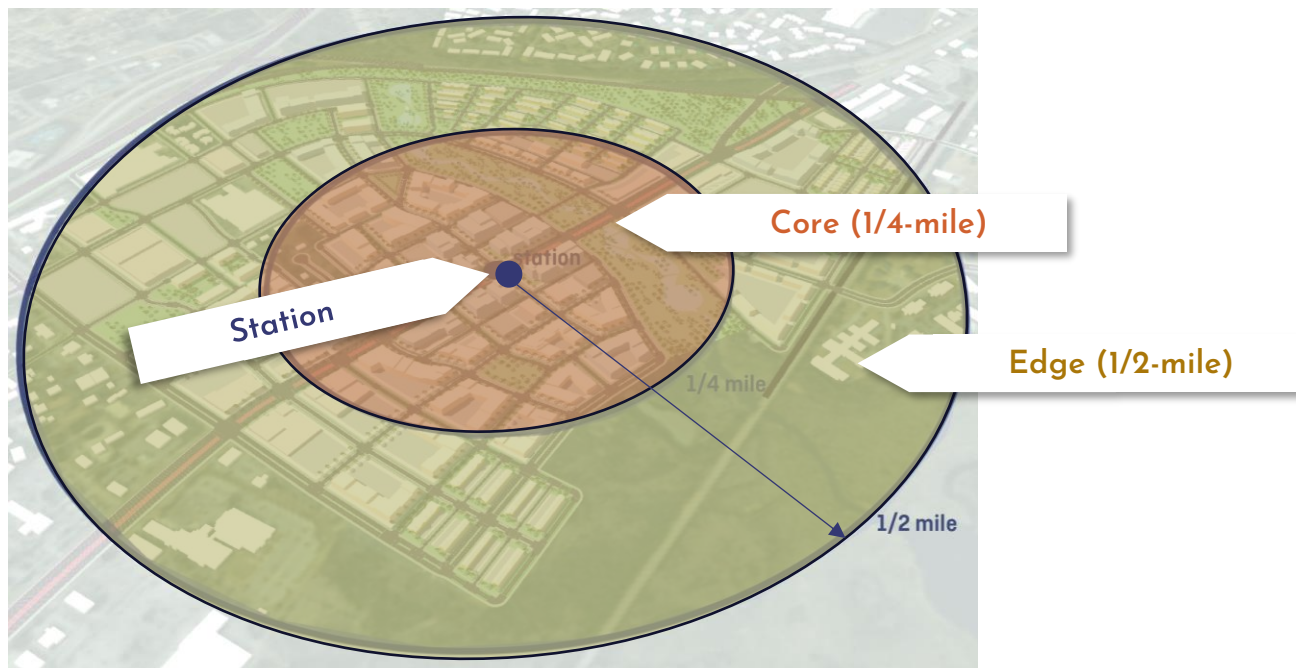 Core (1/4-mile)
station
Station
Edge (1/2-mile)
1/4 mile
1/2 mile